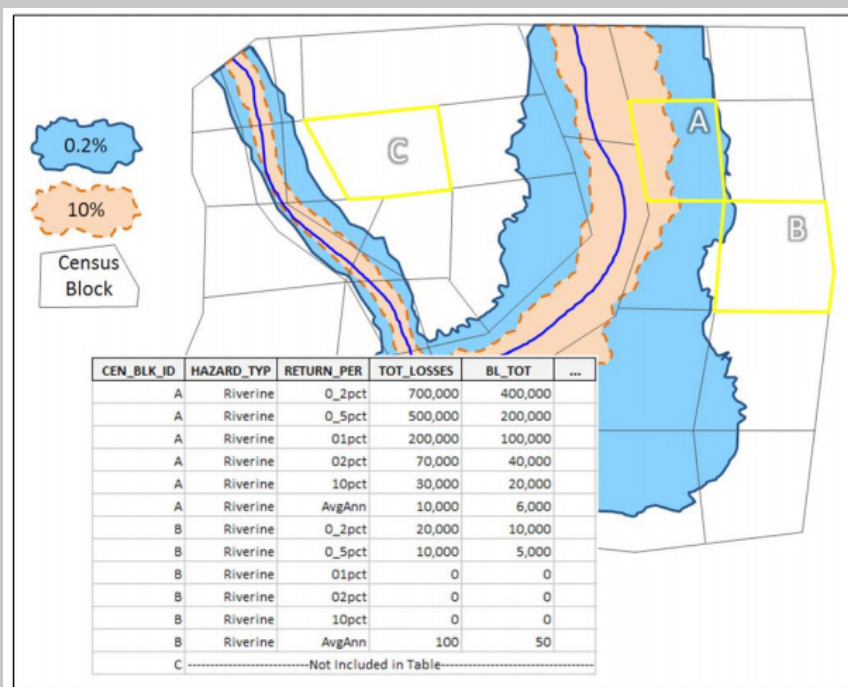 0.2%
10%
Census
Block
A
B
C
CEN_BLK_ID HAZARD_TYP RETURN_PER TOT_LOSSES BL_TOT ...
A Riverine 0_2pct 700,000 400,000
A Riverine 0_5pct 500,000 200,000
A Riverine 01pct 200,000 100,000
A Riverine 02pct 70,000 40,000
A Riverine 10pct 30,000 20,000
A Riverine AvgAnn 10,000 6,000
B Riverine 0_2pct 20,000 10,000
B Riverine 0_5pct 10,000 5,000
B Riverine 01pct 0 0
B Riverine 02pct 0 0
B Riverine 10pct 0 0
B Riverine AvgAnn 100 50
C ------------------------Not Included in Table------------------------------